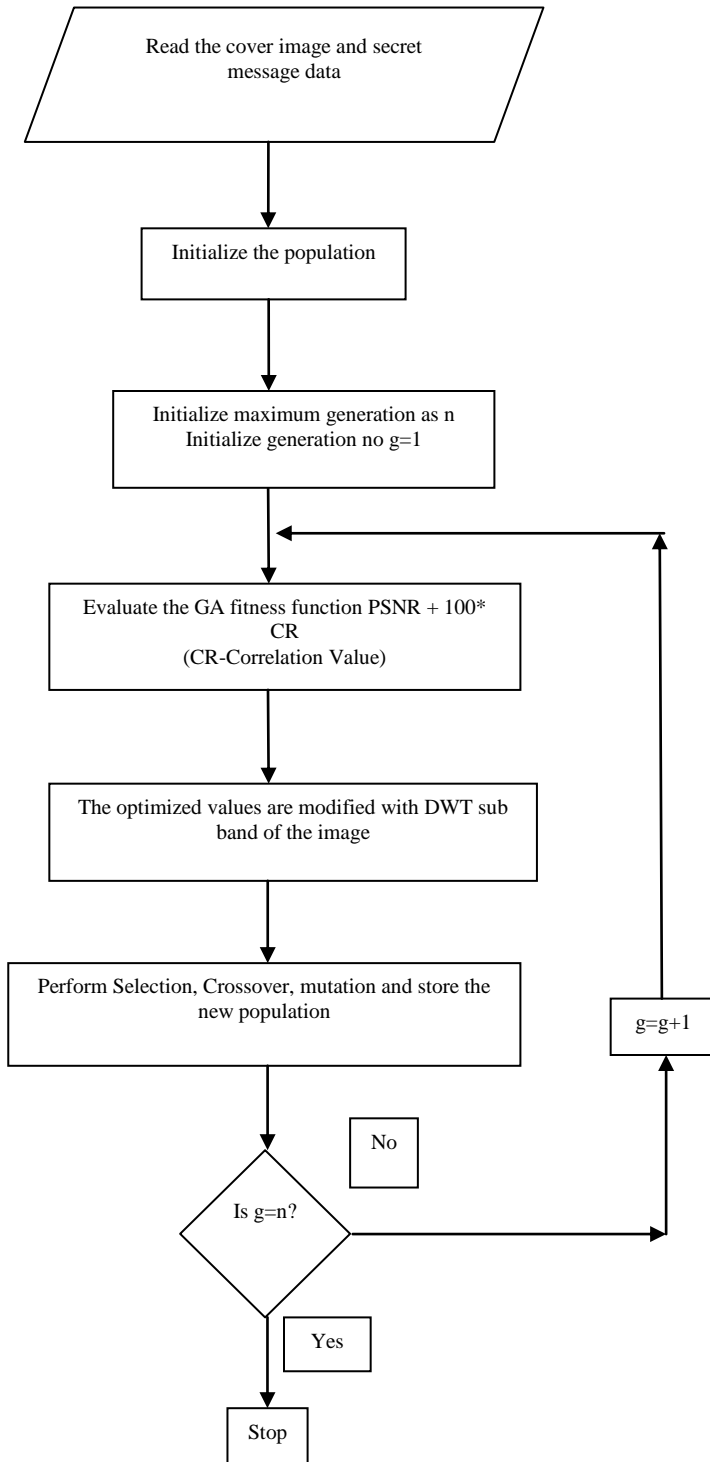 Read the cover image and secret
message data
Initialize the population
Initialize maximum generation as n
Initialize generation no g=1
Evaluate the GA fitness function PSNR + 100*
CR
(CR-Correlation Value)
The optimized values are modified with DWT sub
band of the image
Perform Selection, Crossover, mutation and store the
new population
g=g+1
No
Is g=n?
Yes
Stop